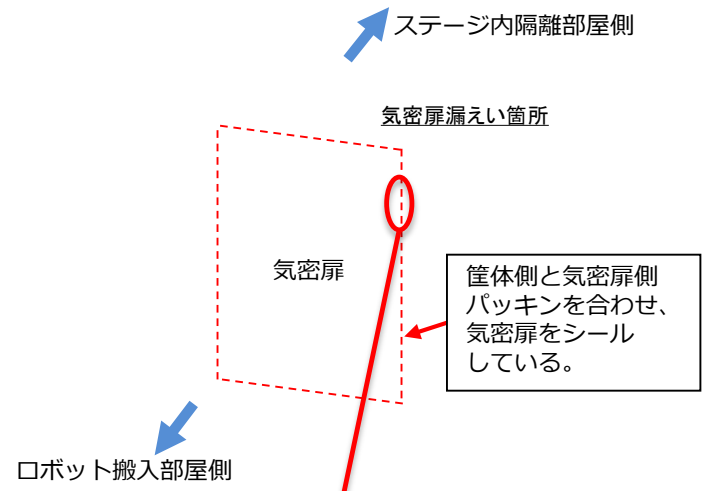 ステージ内隔離部屋側
気密扉漏えい箇所
気密扉
筐体側と気密扉側
パッキンを合わせ、
気密扉をシール
している。
ロボット搬入部屋側